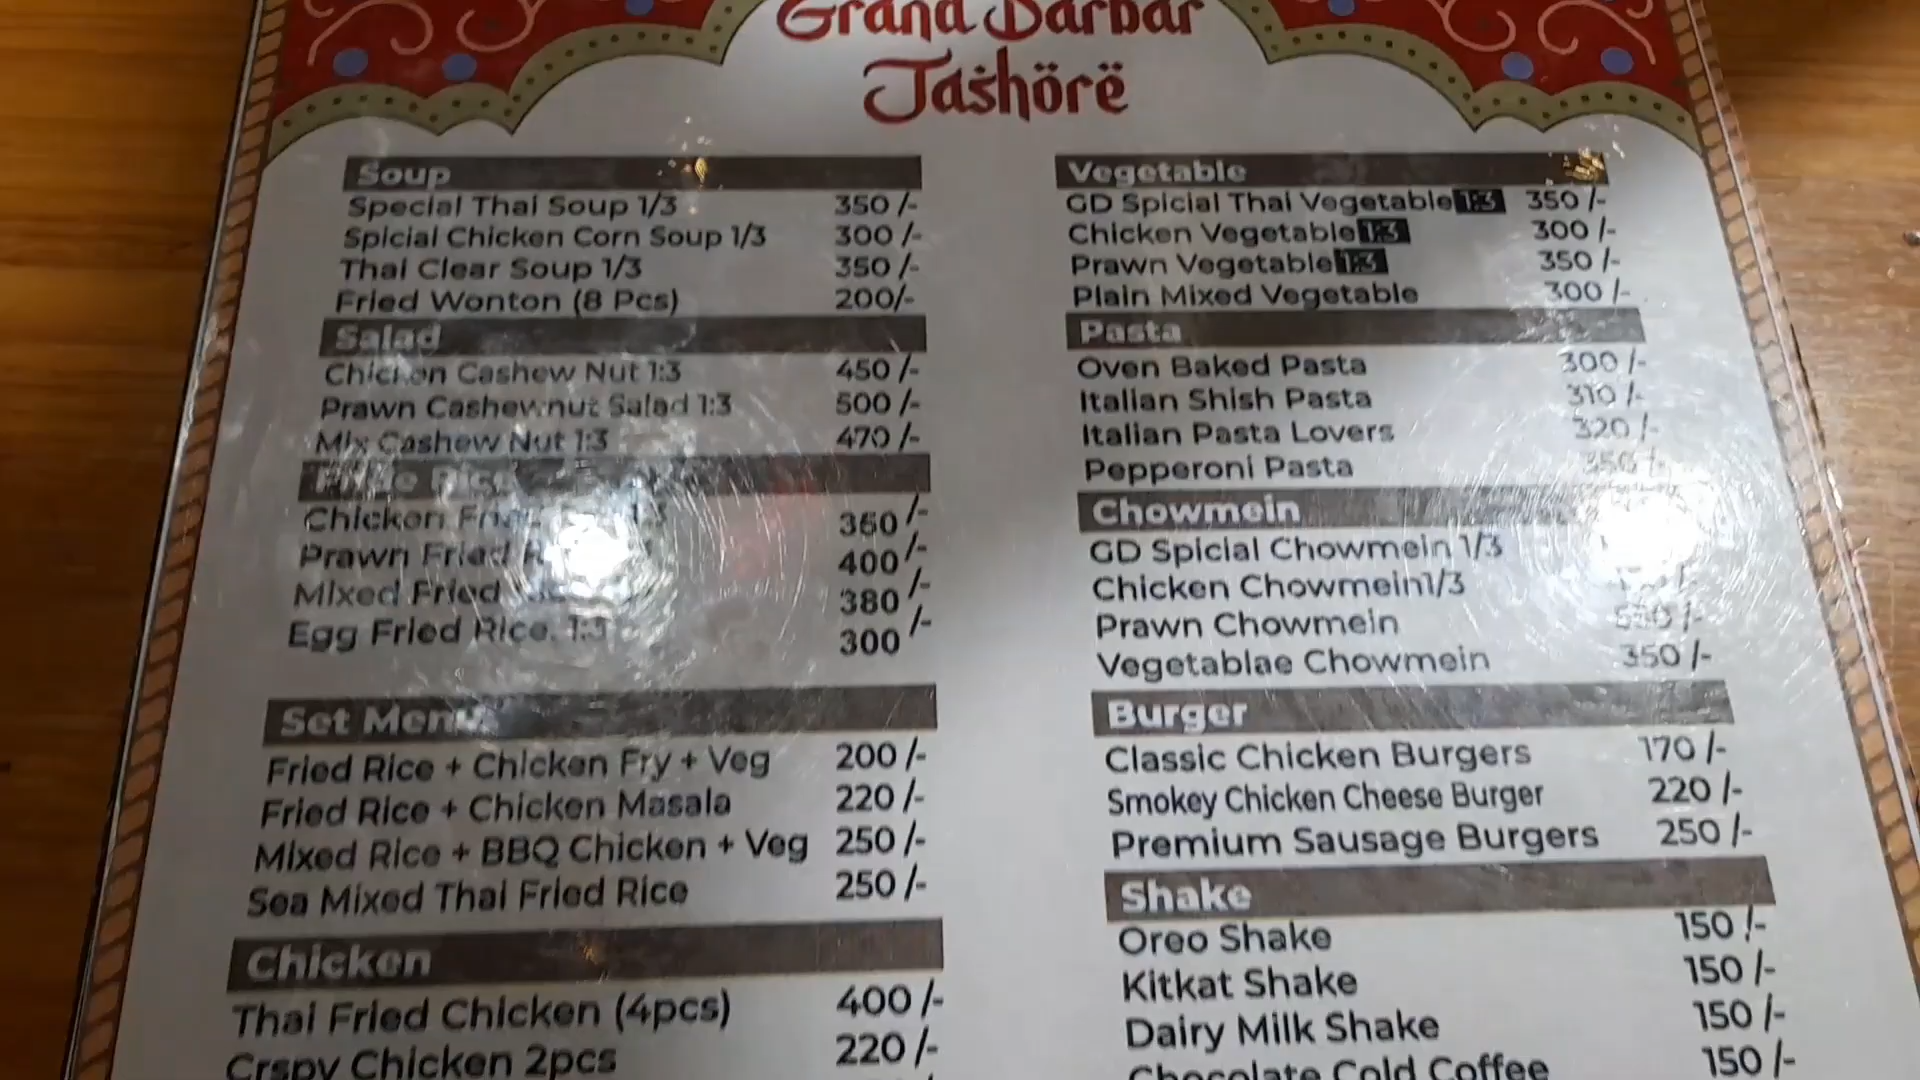 Grand Darbar
Jashore
Soup
Special Thai Soup 1/3 350 /-
Spicial Chicken Corn Soup 1/3 300 /-
Thai Clear Soup 1/3 350 /-
Fried Wonton (8 Pcs) 200/-
Salad
Chicken Cashew Nut 1:3 450 /-
Prawn Cashewnut Salad 1:3 500 /-
Mix Cashew Nut 1:3 470 /-
Rice
Chicken 360 /-
Prawn Fried 400 /-
Mixed Fried 380 /-
Egg Fried Rice. 1:3 300 /-
Set Menu
Fried Rice + Chicken Fry + Veg 200 /-
Fried Rice + Chicken Masala 220 /-
Mixed Rice + BBQ Chicken + Veg 250 /-
Sea Mixed Thai Fried Rice 250 /-
Chicken
Thai Fried Chicken (4pcs) 400 /-
Crspy Chicken 2pcs 220 /-
Vegetable
GD Spicial Thai Vegetable 1:3 350 /-
Chicken Vegetable 1:3 300 /-
Prawn Vegetable 1:3 350 /-
Plain Mixed Vegetable 300 /-
Pasta
Oven Baked Pasta 300 /-
Italian Shish Pasta 310 /-
Italian Pasta Lovers 320 /-
Pepperoni Pasta 350 /-
Chowmein
GD Spicial Chowmein 1/3
Chicken Chowmein1/3
Prawn Chowmein
Vegetablae Chowmein 350 /-
Burger
Classic Chicken Burgers 170 /-
Smokey Chicken Cheese Burger 220 /-
Premium Sausage Burgers 250 /-
Shake
Oreo Shake 150 /-
Kitkat Shake 150 /-
Dairy Milk Shake 150 /-
Chocolate Cold Coffee 150 /-